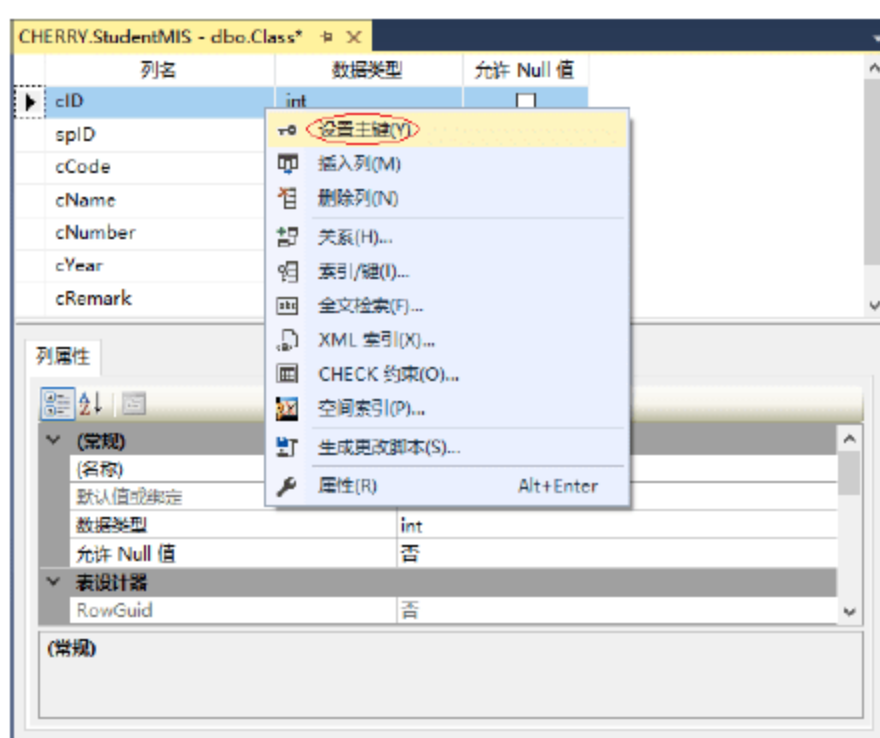 CHERRY.StudentMIS - dbo.Class*
列名 数据类型 允许 Null 值
cID int
spID
cCode
cName
cNumber
cYear
cRemark
设置主键(Y)
插入列(M)
删除列(N)
关系(H)...
索引/键(I)...
全文检索(F)...
XML 索引(X)...
CHECK 约束(O)...
空间索引(P)...
生成更改脚本(S)...
属性(R) Alt+Enter
列属性
(常规)
(名称)
默认值或绑定
数据类型 int
允许 Null 值 否
表设计器
RowGuid 否
(常规)